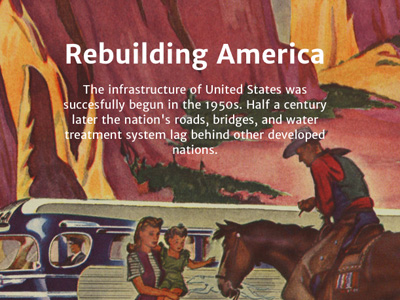 Rebuilding America
The infrastructure of United States was
succesfully begun in the 1950s. Half a century
later the nation's roads, bridges, and water
treatment system lag behind other developed
nations.